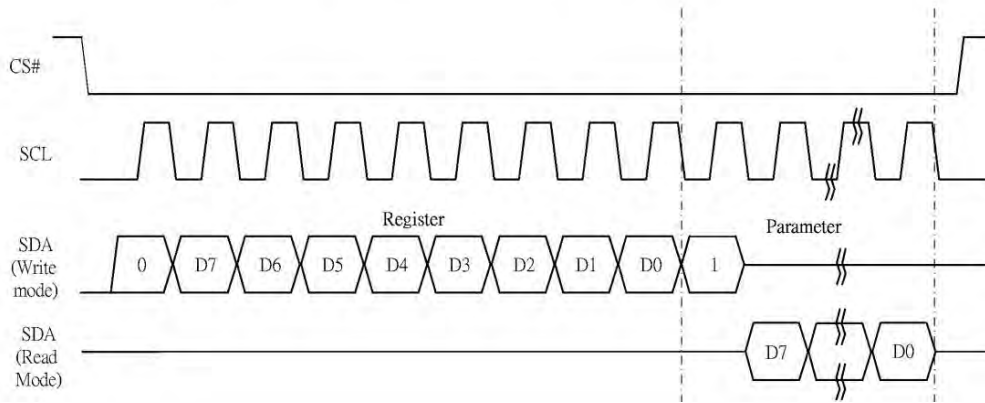 CS#
SCL
Register
Parameter
SDA
(Write
mode)
0 D7 D6 D5 D4 D3 D2 D1 D0 1
SDA
(Read
Mode)
D7 D0